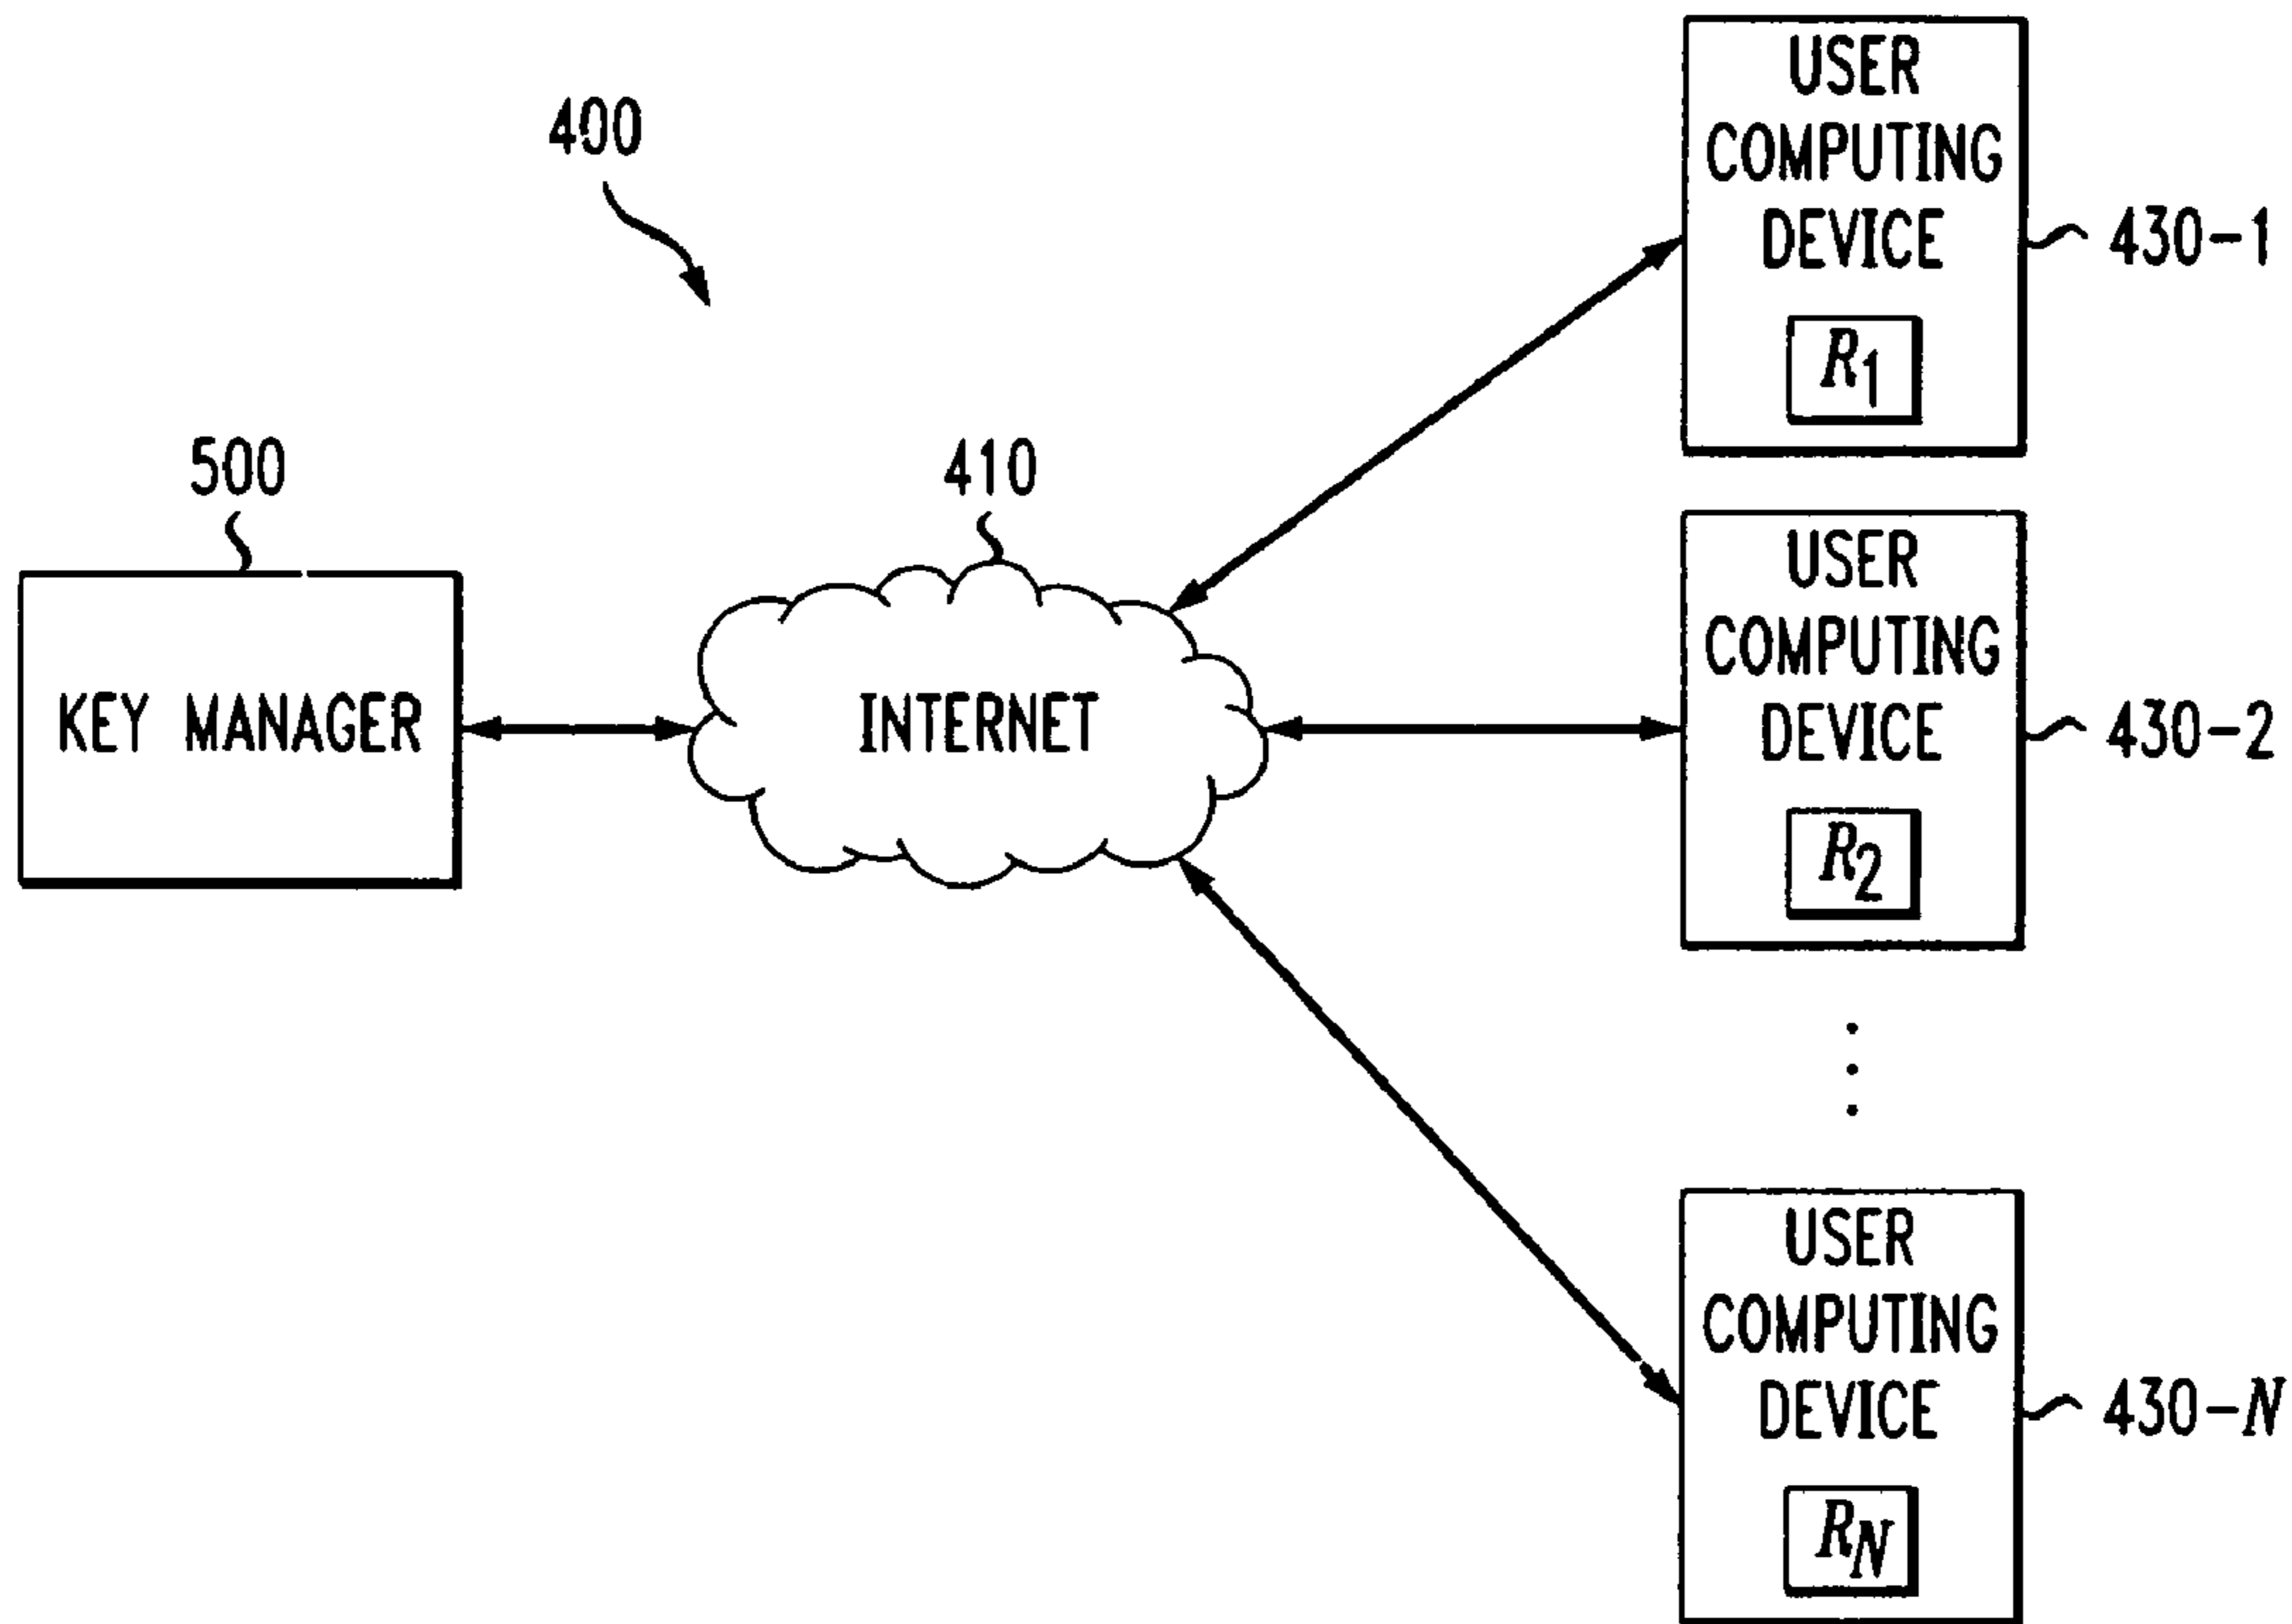 400
500
KEY MANAGER
410
INTERNET
USER
COMPUTING
DEVICE
R1
430-1
USER
COMPUTING
DEVICE
R2
430-2
USER
COMPUTING
DEVICE
RN
430-N